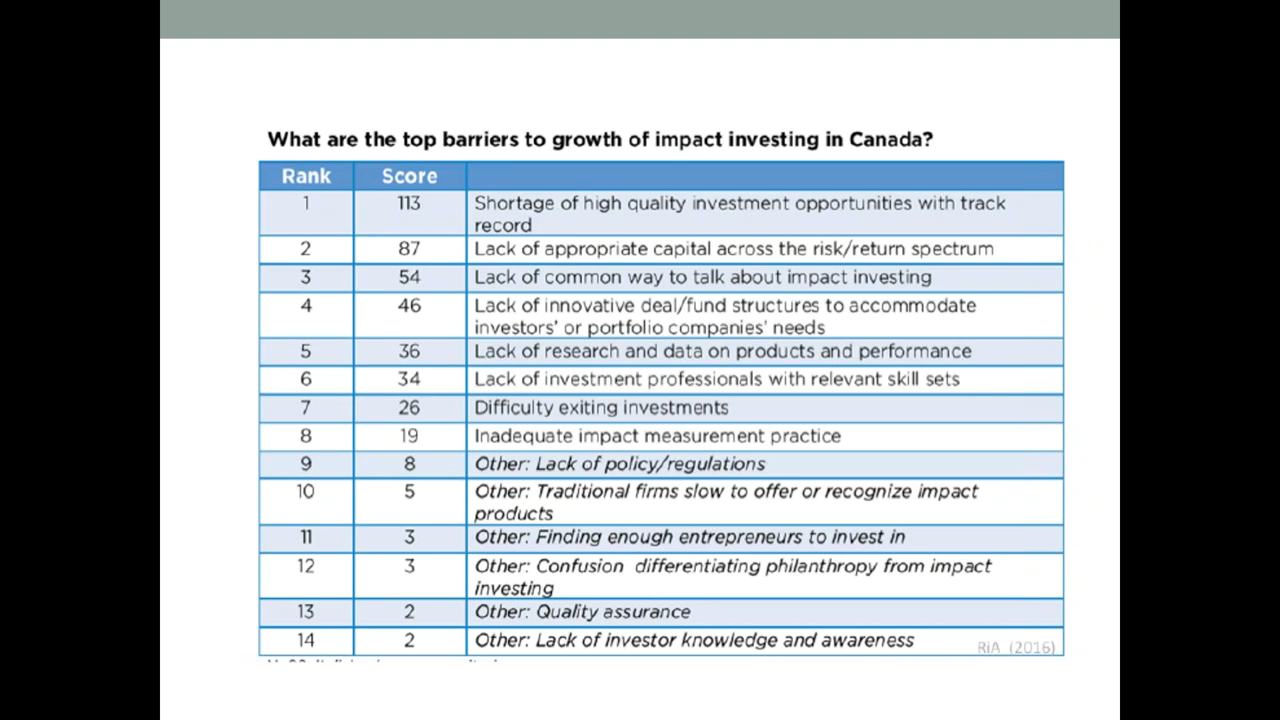 What are the top barriers to growth of impact investing in Canada?
Rank Score
1 113 Shortage of high quality investment opportunities with track
record
2 87 Lack of appropriate capital across the risk/return spectrum
3 54 Lack of common way to talk about impact investing
4 46 Lack of innovative deal/fund structures to accommodate
investors' or portfolio companies' needs
5 36 Lack of research and data on products and performance
6 34 Lack of investment professionals with relevant skill sets
7 26 Difficulty exiting investments
8 19 Inadequate impact measurement practice
9 8 Other: Lack of policy/regulations
10 5 Other: Traditional firms slow to offer or recognize impact
products
11 3 Other: Finding enough entrepreneurs to invest in
12 3 Other: Confusion differentiating philanthropy from impact
investing
13 2 Other: Quality assurance
14 2 Other: Lack of investor knowledge and awareness
RiA (2016)